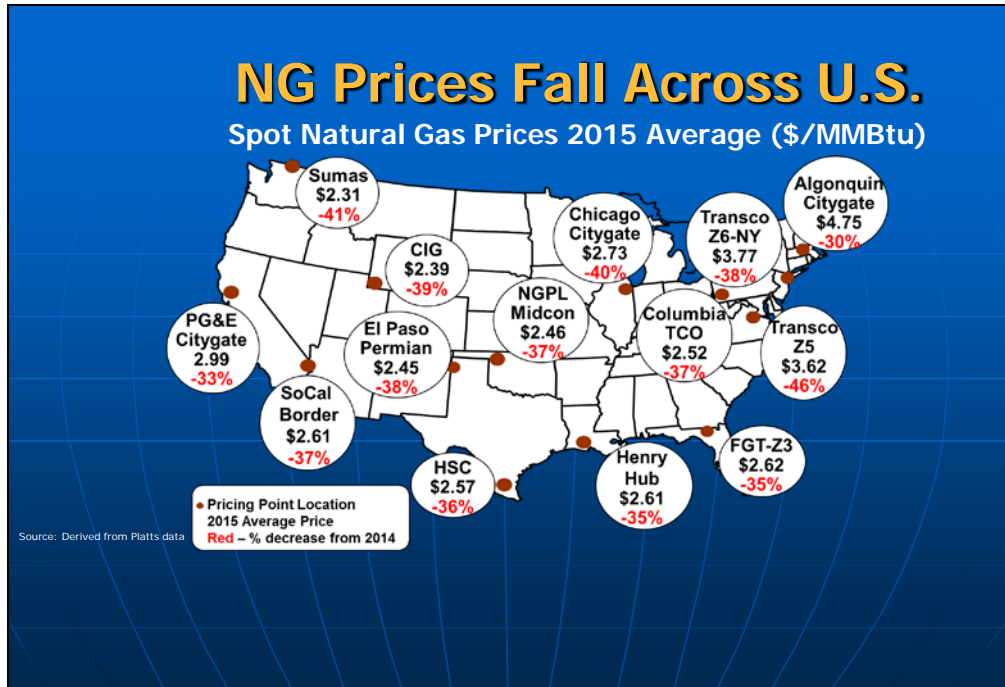 NG Prices Fall Across U.S.
Spot Natural Gas Prices 2015 Average ($/MMBtu)
Sumas
$2.31
-41%
CIG
$2.39
-39%
Chicago
Citygate
$2.73
-40%
Transco
Z6-NY
$3.77
-38%
Algonquin
Citygate
$4.75
-30%
PG&E
Citygate
2.99
-33%
El Paso
Permian
$2.45
-38%
NGPL
Midcon
$2.46
-37%
Columbia
TCO
$2.52
-37%
Transco
Z5
$3.62
-46%
SoCal
Border
$2.61
-37%
HSC
$2.57
-36%
Henry
Hub
$2.61
-35%
FGT-Z3
$2.62
-35%
Pricing Point Location
2015 Average Price
Red – % decrease from 2014
Source: Derived from Platts data